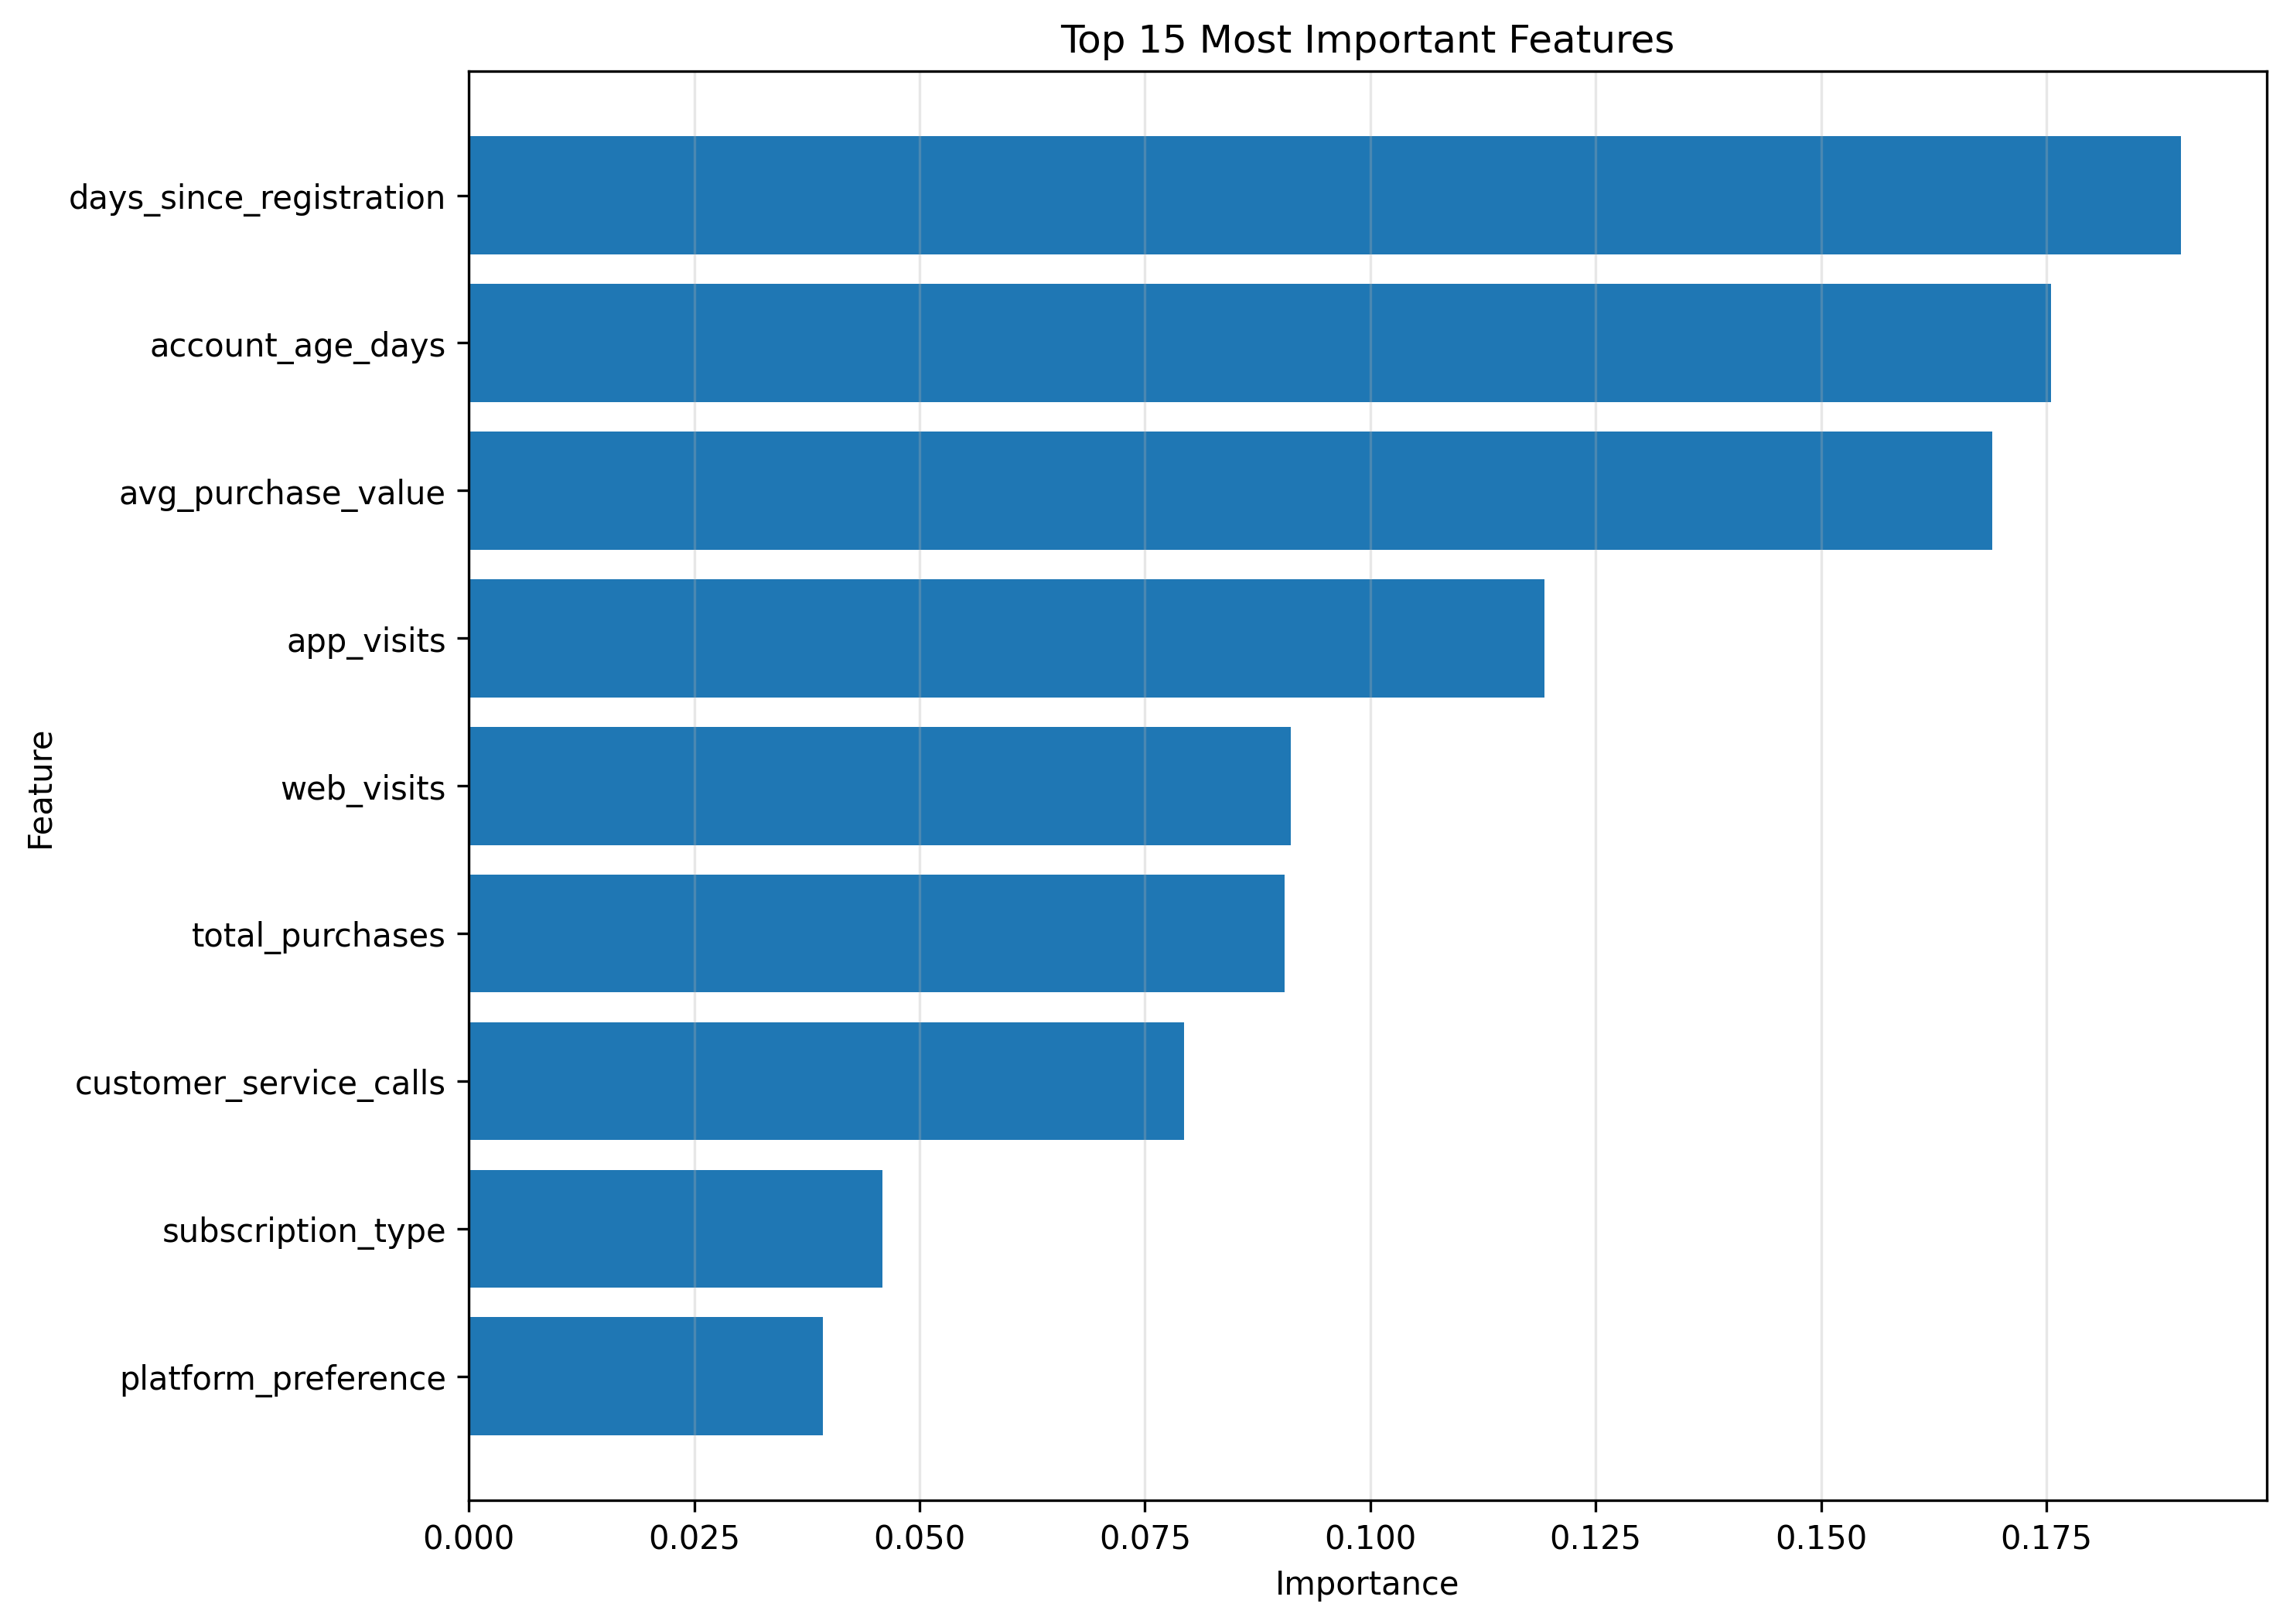 Top 15 Most Important Features
days_since_registration
account_age_days
avg_purchase_value
app_visits
web_visits
total_purchases
customer_service_calls
subscription_type
platform_preference
Feature
0.000 0.025 0.050 0.075 0.100 0.125 0.150 0.175
Importance